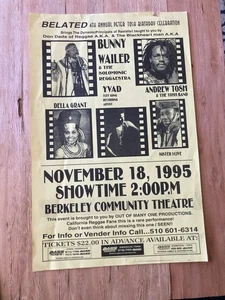 BELATED 4TH ANNUAL PETER TOSH BIRTHDAY CELEBRATION
Brings The Dynamic Principals of Rastafari taught to you by
Don Dada of Reggae A.K.A. & The Blackheart man A.K.A
BUNNY
WAILER
& THE
SOLOMONIC
REGGAESTRA
YVAD
ANDREW TOSH
& THE TOSH BAND
DELLA GRANT
NOVEMBER 18, 1995
SHOWTIME 2:00P.M
BERKELEY COMMUNITY THEATRE
This event is brought to you by OUT OF MANY ONE PRODUCTIONS.
California Reggae Fans this is a rare performance!
Don't even think about missing this one / SEEN!!
For Info or Vender Info Call...510 601-6314
TICKETS $22.00 IN ADVANCE AVAILABLE AT: